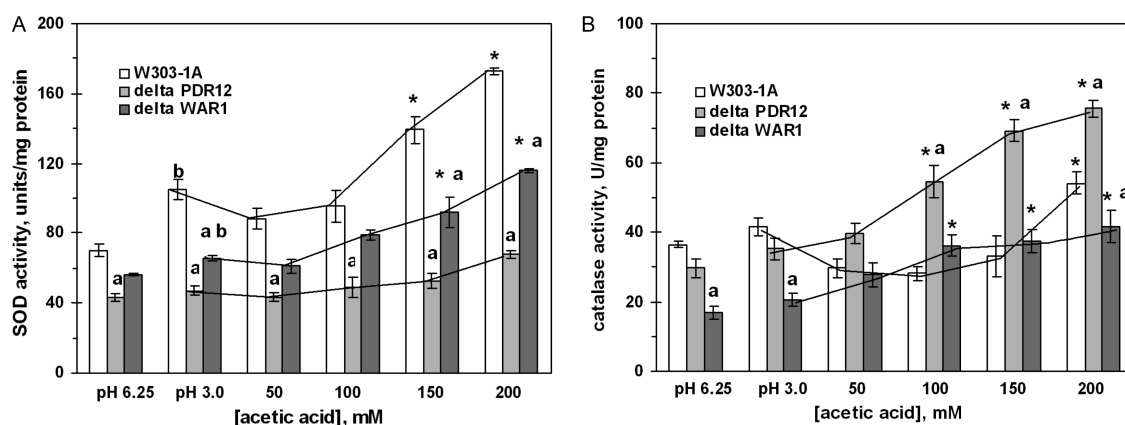 A
SOD activity, units/mg protein
200
160
120
80
40
0
W303-1A
delta PDR12
delta WAR1
a
b
a
a b
a
a
a
*
* a
a
*
* a
pH 6.25 pH 3.0 50 100 150 200
[acetic acid], mM
B
catalase activity, U/mg protein
100
80
60
40
20
0
W303-1A
delta PDR12
delta WAR1
a
a
* a
*
* a
*
* a
*
* a
pH 6.25 pH 3.0 50 100 150 200
[acetic acid], mM